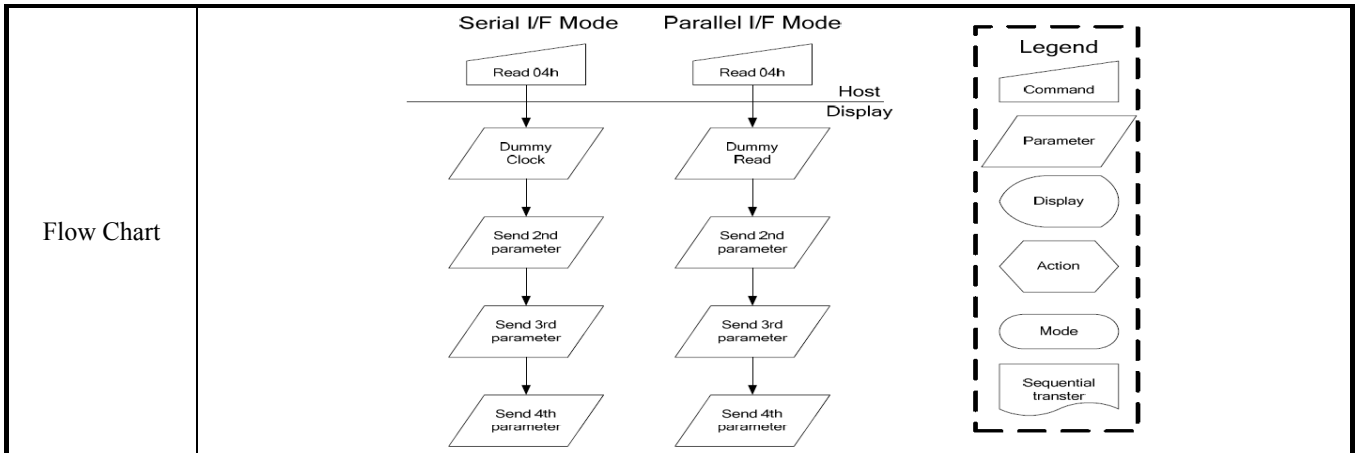 Flow Chart
Serial I/F Mode
Read 04h
Dummy
Clock
Send 2nd
parameter
Send 3rd
parameter
Send 4th
parameter
Parallel I/F Mode
Read 04h
Dummy
Read
Send 2nd
parameter
Send 3rd
parameter
Send 4th
parameter
Host
Display
Legend
Command
Parameter
Display
Action
Mode
Sequential
transter